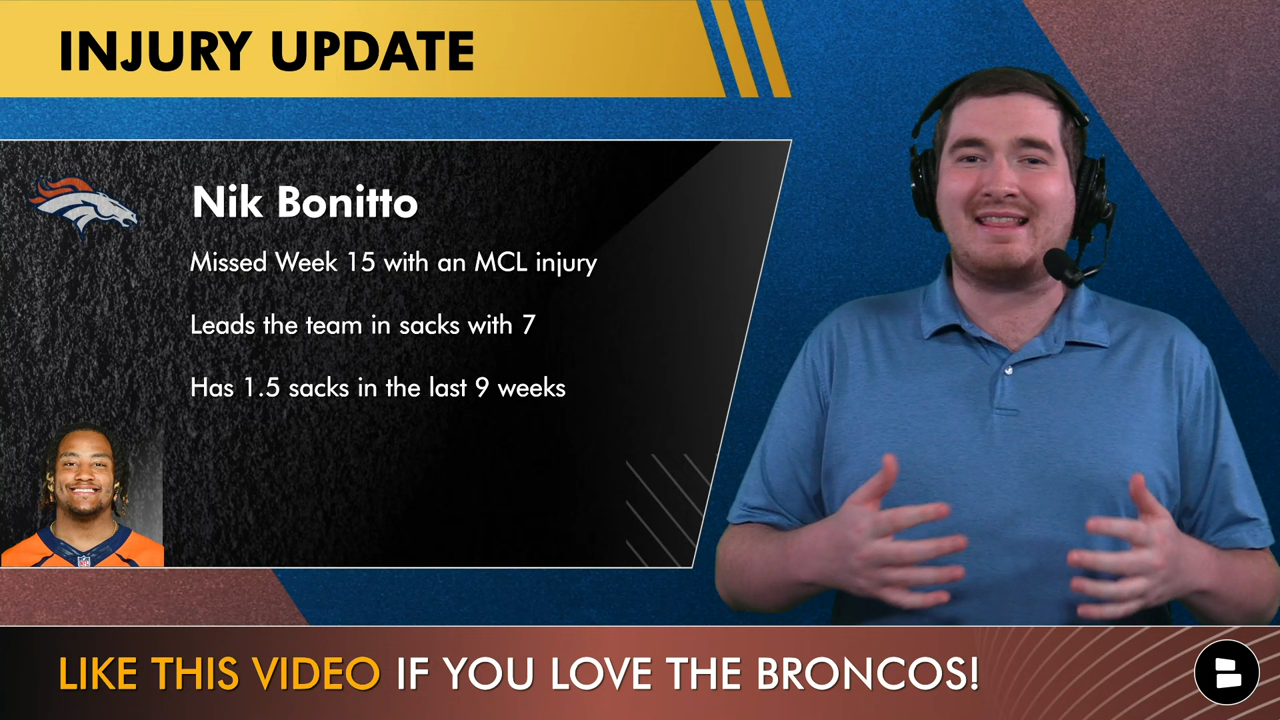 INJURY UPDATE
Nik Bonitto
Missed Week 15 with an MCL injury
Leads the team in sacks with 7
Has 1.5 sacks in the last 9 weeks
LIKE THIS VIDEO IF YOU LOVE THE BRONCOS!